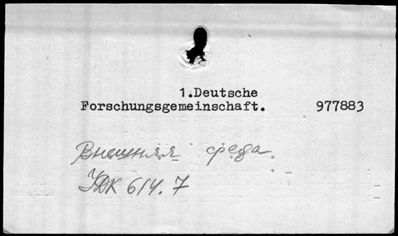 1.Deutsche
Forschungsgemeinschaft. 977883
Внешняя среда.
УДК 614.7